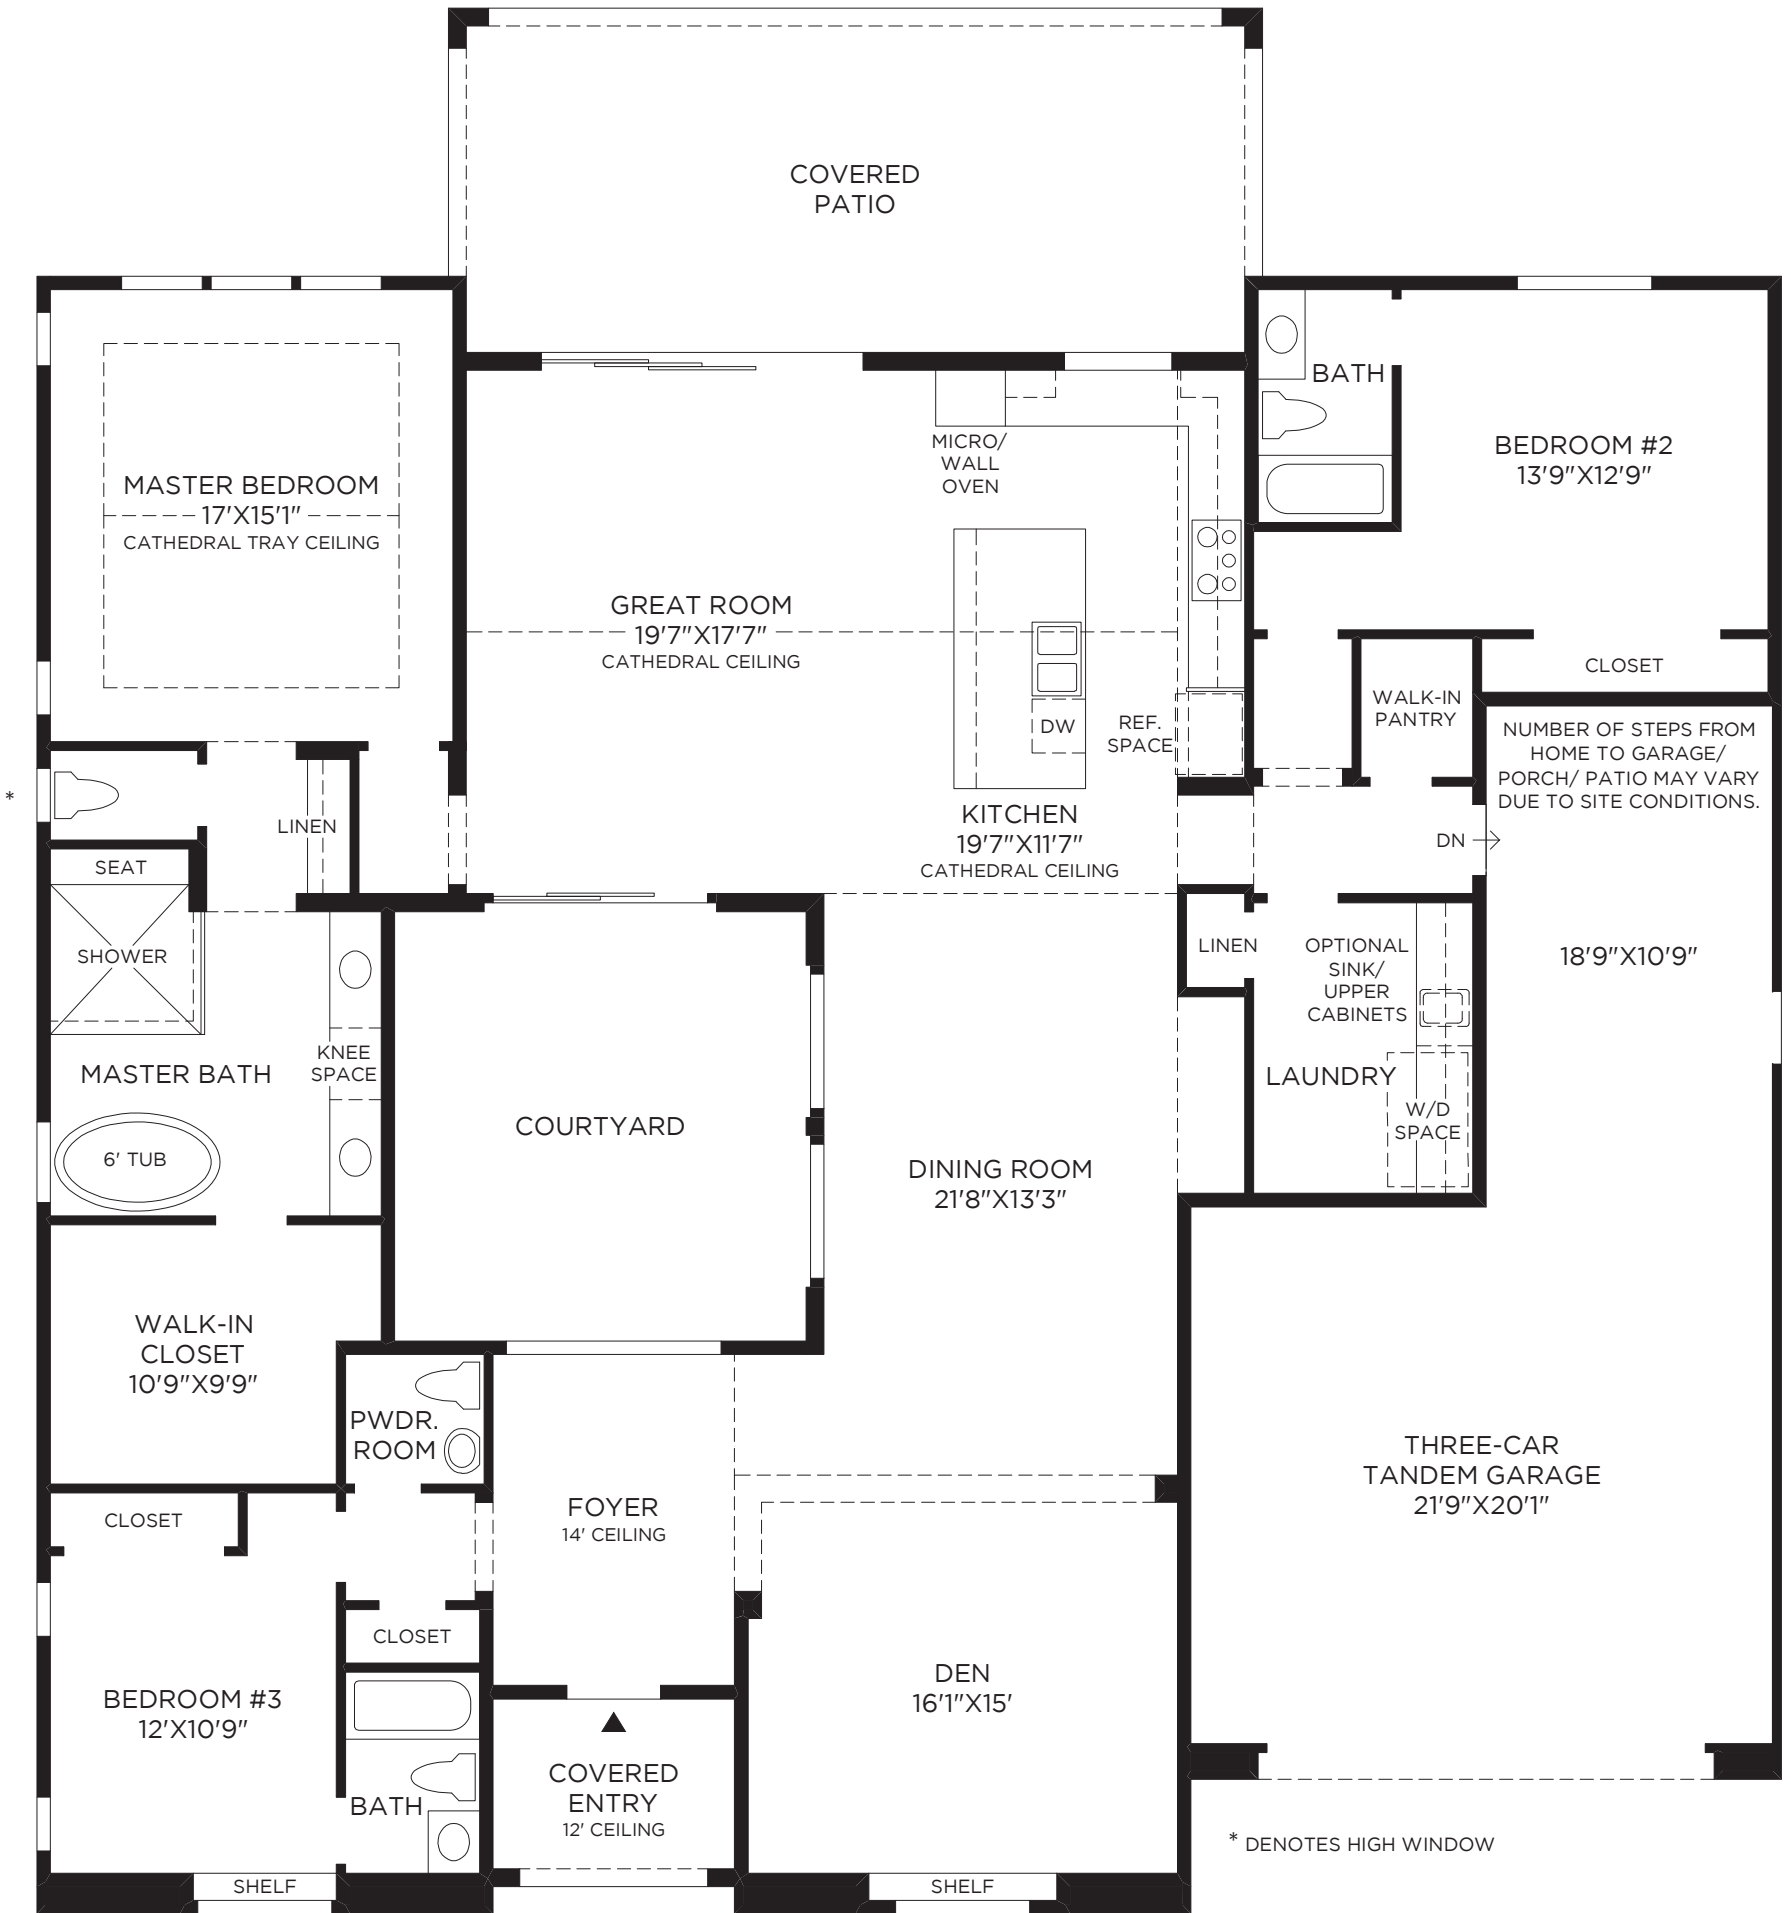 COVERED
PATIO
BATH
BEDROOM #2
13'9"X12'9"
MICRO/
WALL
OVEN
MASTER BEDROOM
17'X15'1"
CATHEDRAL TRAY CEILING
GREAT ROOM
19'7"X17'7"
CATHEDRAL CEILING
CLOSET
WALK-IN
PANTRY
DW
REF.
SPACE
NUMBER OF STEPS FROM
HOME TO GARAGE/
PORCH/ PATIO MAY VARY
DUE TO SITE CONDITIONS.
*
LINEN
KITCHEN
19'7"X11'7"
CATHEDRAL CEILING
DN
SEAT
SHOWER
LINEN
OPTIONAL
SINK/
UPPER
CABINETS
18'9"X10'9"
KNEE
SPACE
MASTER BATH
LAUNDRY
W/D
SPACE
COURTYARD
6' TUB
DINING ROOM
21'8"X13'3"
WALK-IN
CLOSET
10'9"X9'9"
PWDR.
ROOM
THREE-CAR
TANDEM GARAGE
21'9"X20'1"
CLOSET
FOYER
14' CEILING
CLOSET
BEDROOM #3
12'X10'9"
DEN
16'1"X15'
COVERED
ENTRY
12' CEILING
BATH
* DENOTES HIGH WINDOW
SHELF
SHELF